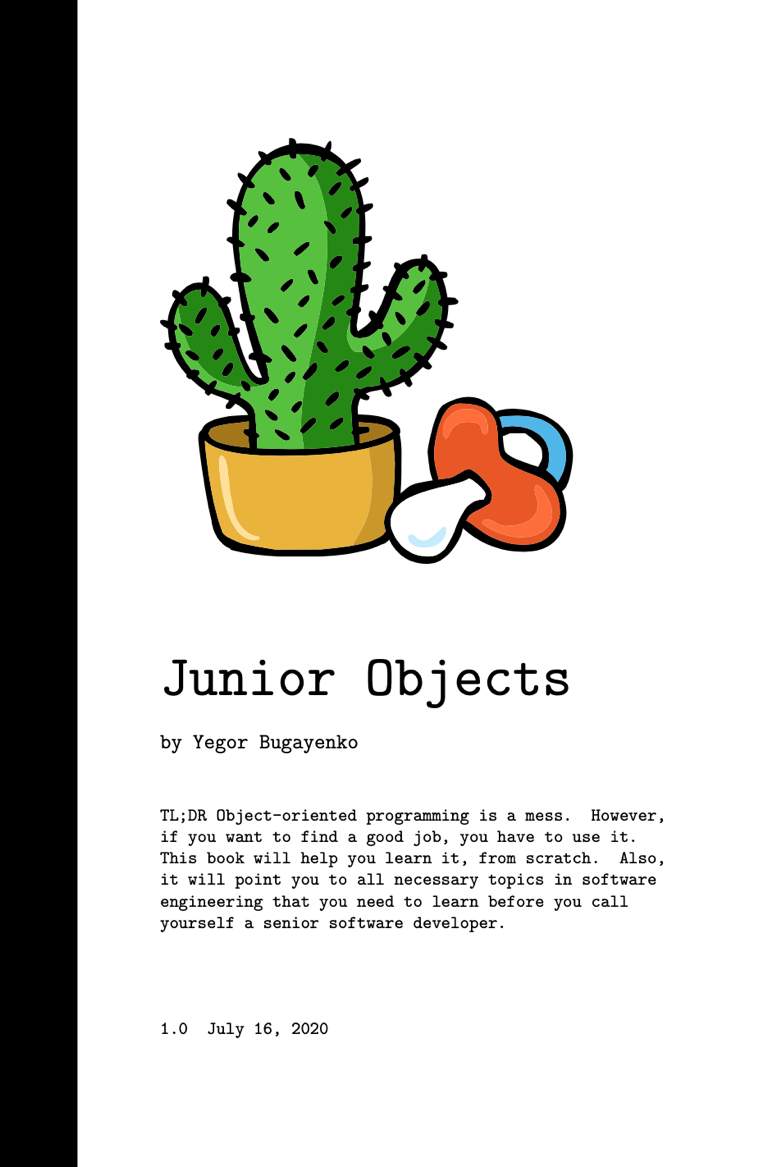 Junior Objects
by Yegor Bugayenko
TL;DR Object-oriented programming is a mess. However,
if you want to find a good job, you have to use it.
This book will help you learn it, from scratch. Also,
it will point you to all necessary topics in software
engineering that you need to learn before you call
yourself a senior software developer.
1.0 July 16, 2020